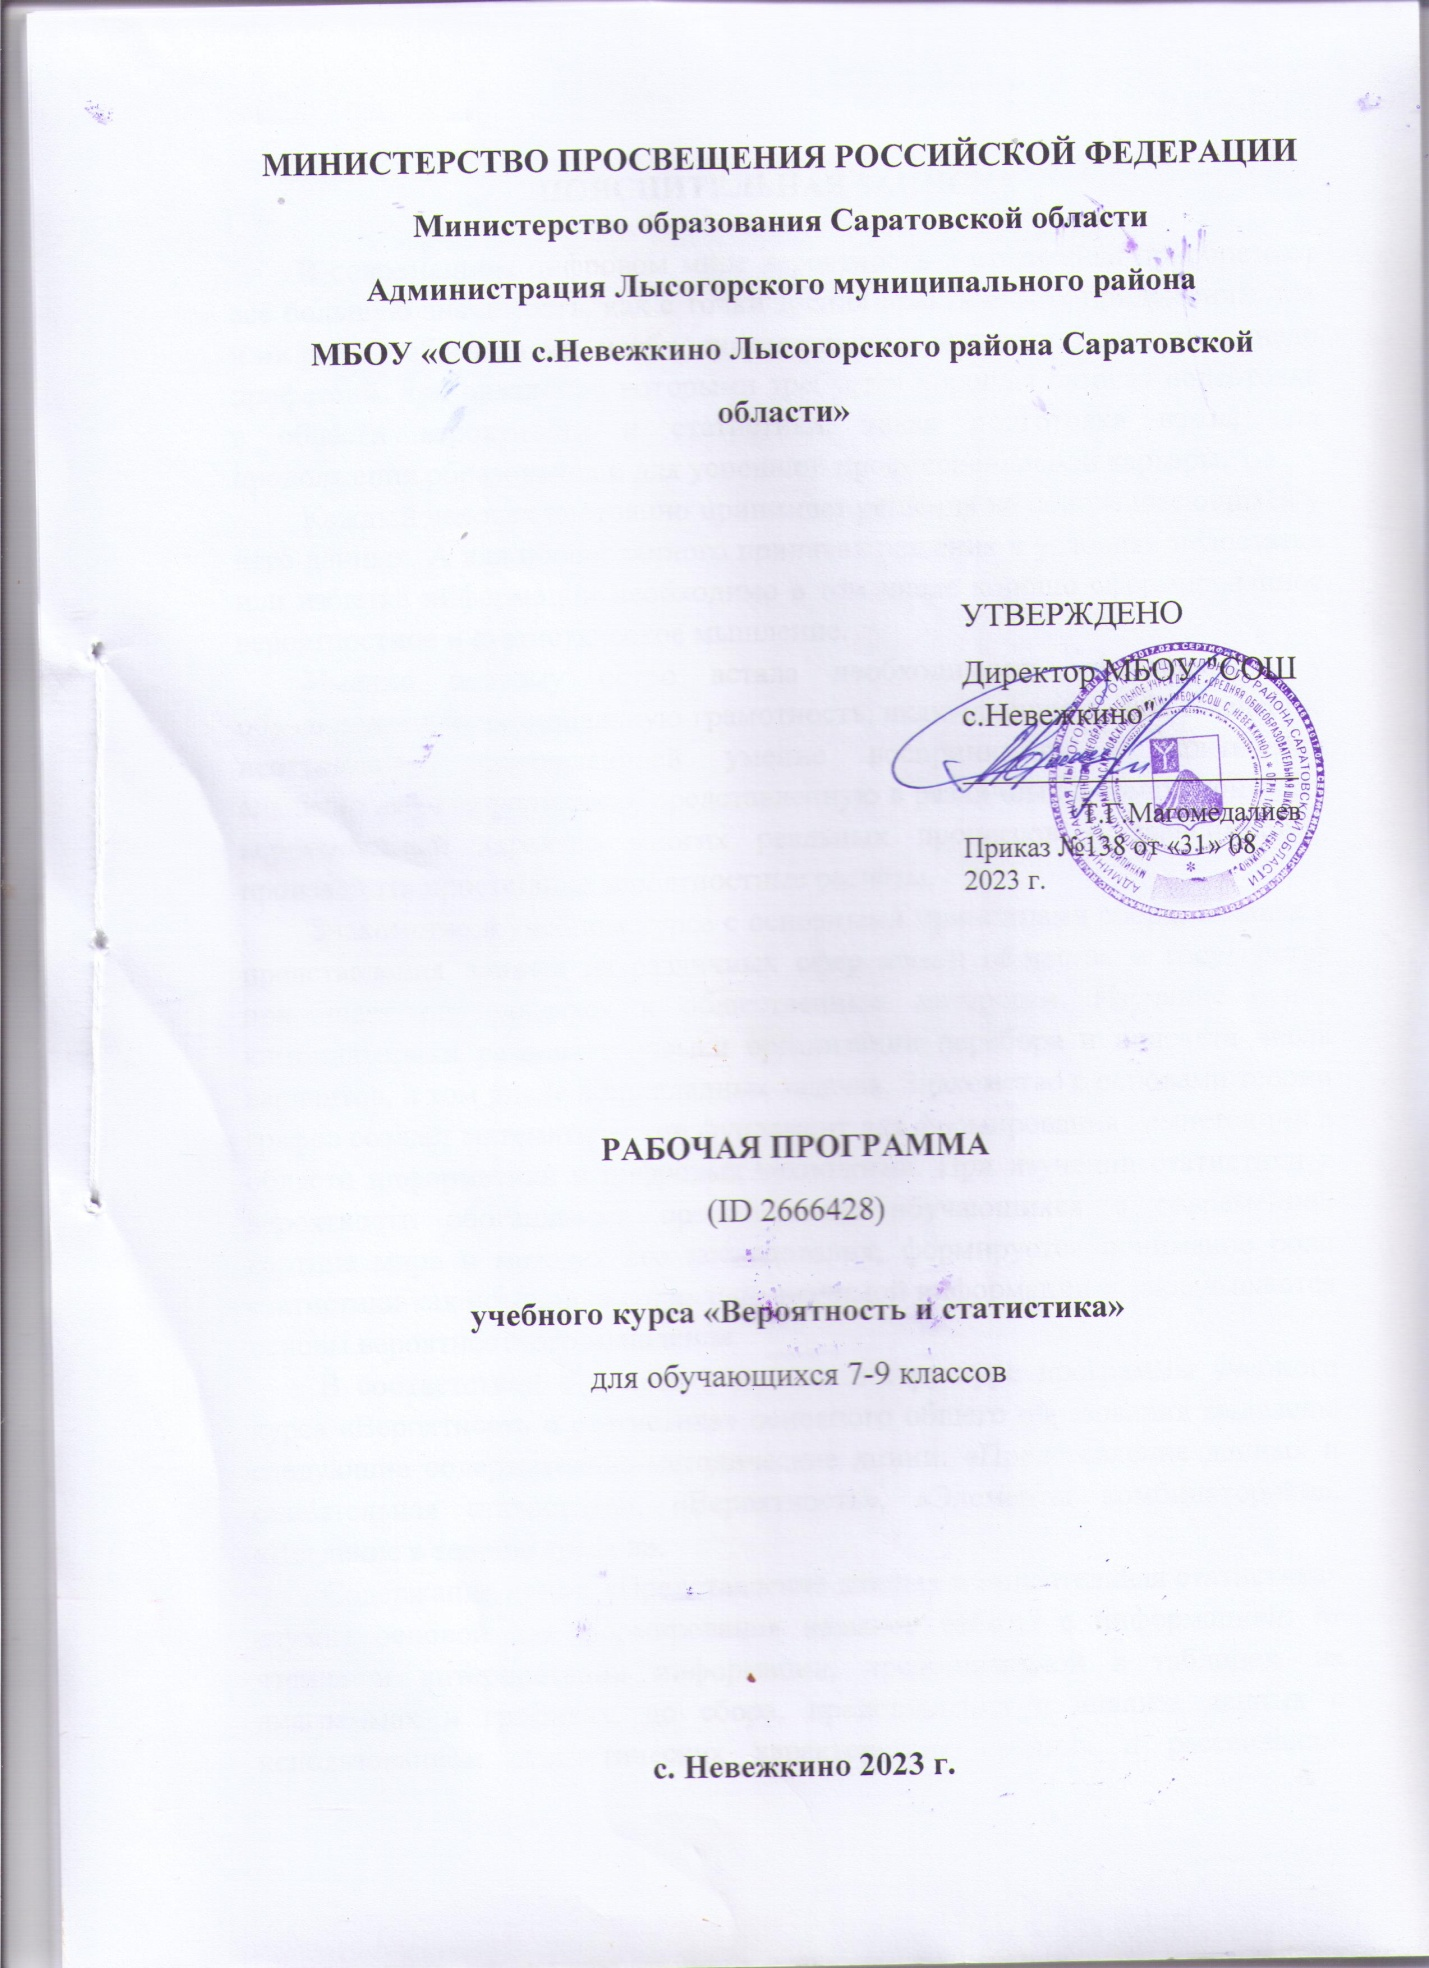 МИНИСТЕРСТВО ПРОСВЕЩЕНИЯ РОССИЙСКОЙ ФЕДЕРАЦИИ
Министерство образования Саратовской области
Администрация Лысогорского муниципального района
МБОУ «СОШ с.Невежкино Лысогорского района Саратовской
области»
УТВЕРЖДЕНО
Директор МБОУ "СОШ
с.Невежкино"
Т.Г.Магомедалиев
Приказ №138 от «31» 08
2023 г.
РАБОЧАЯ ПРОГРАММА
(ID 2666428)
учебного курса «Вероятность и статистика»
для обучающихся 7-9 классов
с. Невежкино 2023 г.